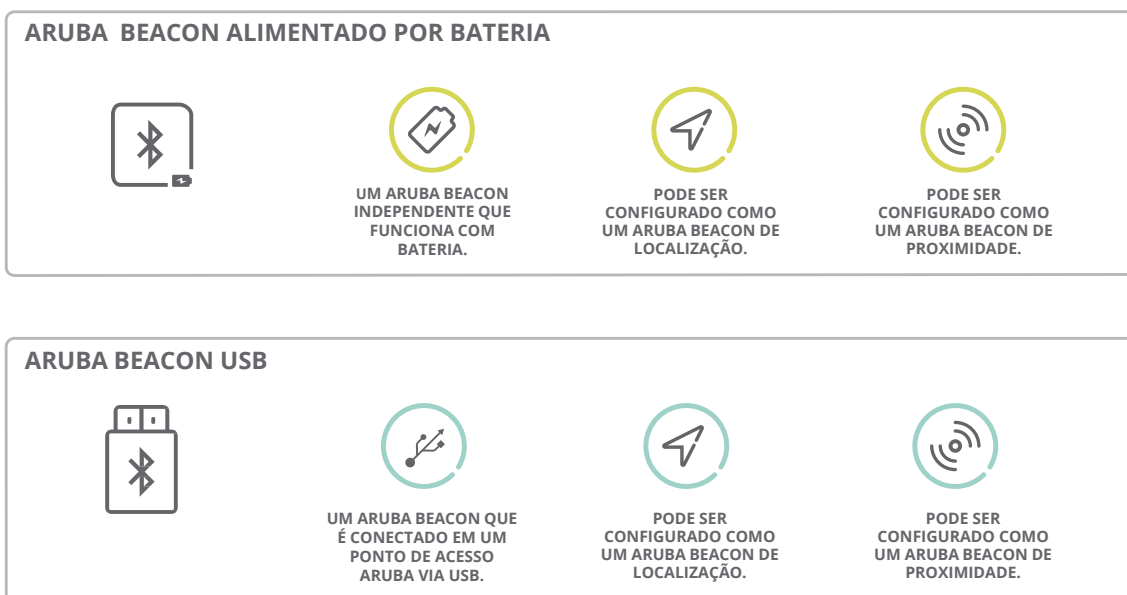 ARUBA BEACON ALIMENTADO POR BATERIA
UM ARUBA BEACON
INDEPENDENTE QUE
FUNCIONA COM
BATERIA.
PODE SER
CONFIGURADO COMO
UM ARUBA BEACON DE
LOCALIZAÇÃO.
PODE SER
CONFIGURADO COMO
UM ARUBA BEACON DE
PROXIMIDADE.
ARUBA BEACON USB
UM ARUBA BEACON QUE
É CONECTADO EM UM
PONTO DE ACESSO
ARUBA VIA USB.
PODE SER
CONFIGURADO COMO
UM ARUBA BEACON DE
LOCALIZAÇÃO.
PODE SER
CONFIGURADO COMO
UM ARUBA BEACON DE
PROXIMIDADE.